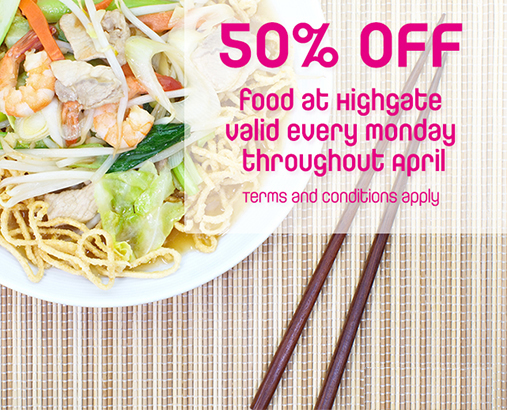 50% OFF
Food at Highgate
valid every Monday
throughout April
Terms and conditions apply